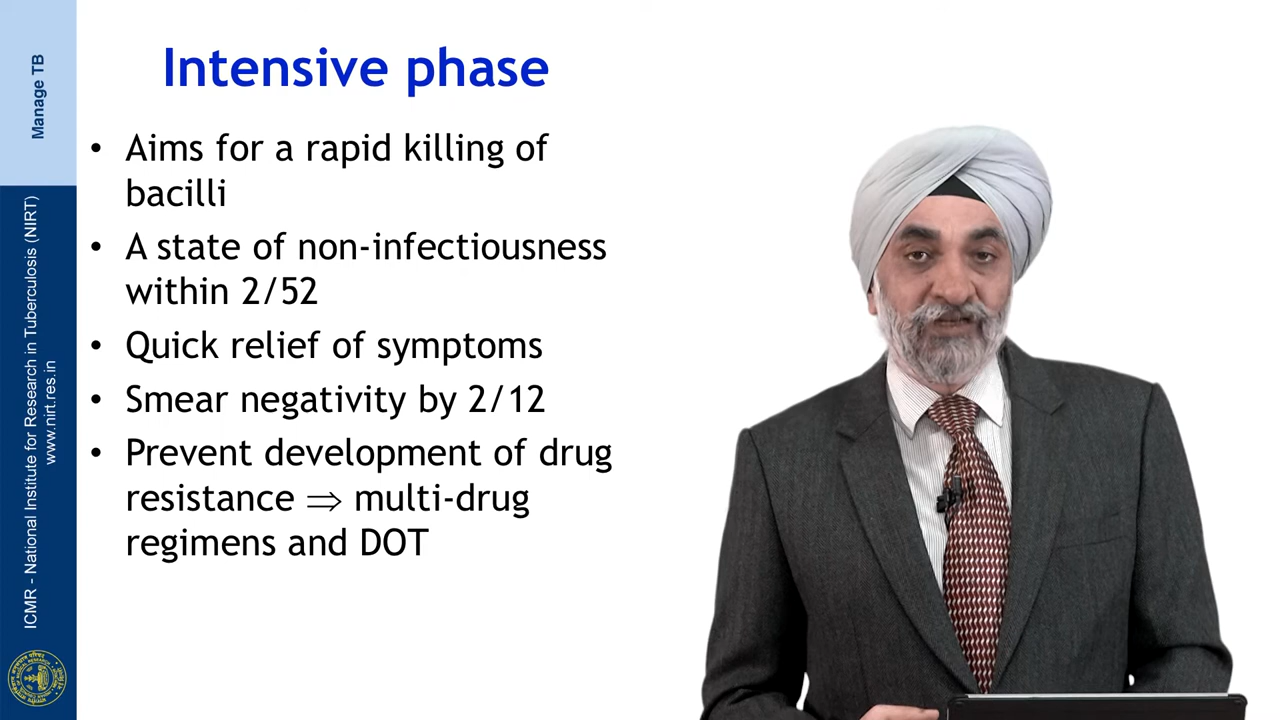 Manage TB
ICMR - National Institute for Research in Tuberculosis (NIRT)
www.nirt.res.in
Intensive phase
• Aims for a rapid killing of
bacilli
• A state of non-infectiousness
within 2/52
• Quick relief of symptoms
• Smear negativity by 2/12
• Prevent development of drug
resistance ⇒ multi-drug
regimens and DOT